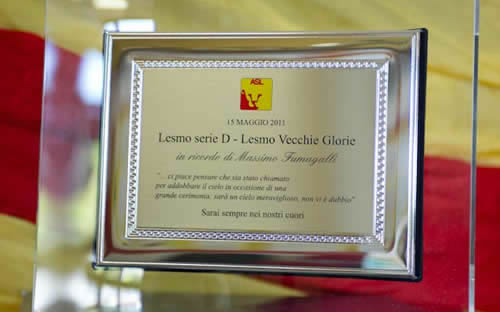 ASL
15 MAGGIO 2011
Lesmo serie D - Lesmo Vecchie Glorie
in ricordo di Massimo Fumagalli
"... ci piace pensare che sia stato chiamato
per addobbare il cielo in occasione di una
grande cerimonia, sarà un cielo meraviglioso, non vi è dubbio"
Sarai sempre nei nostri cuori